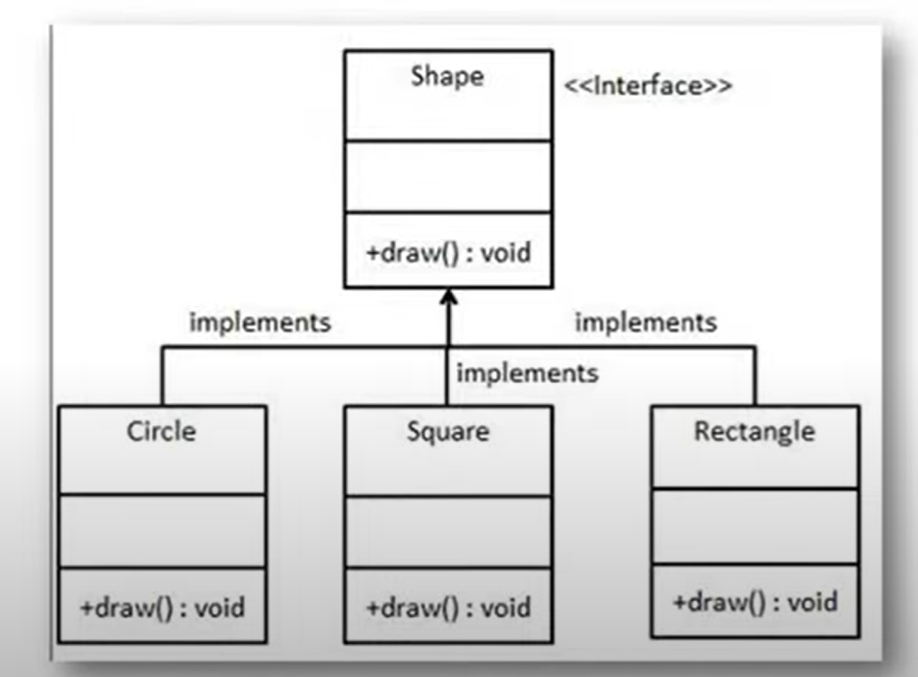 Shape
<<Interface>>
+draw() : void
implements
implements
implements
Circle
Square
Rectangle
+draw() : void
+draw() : void
+draw() : void